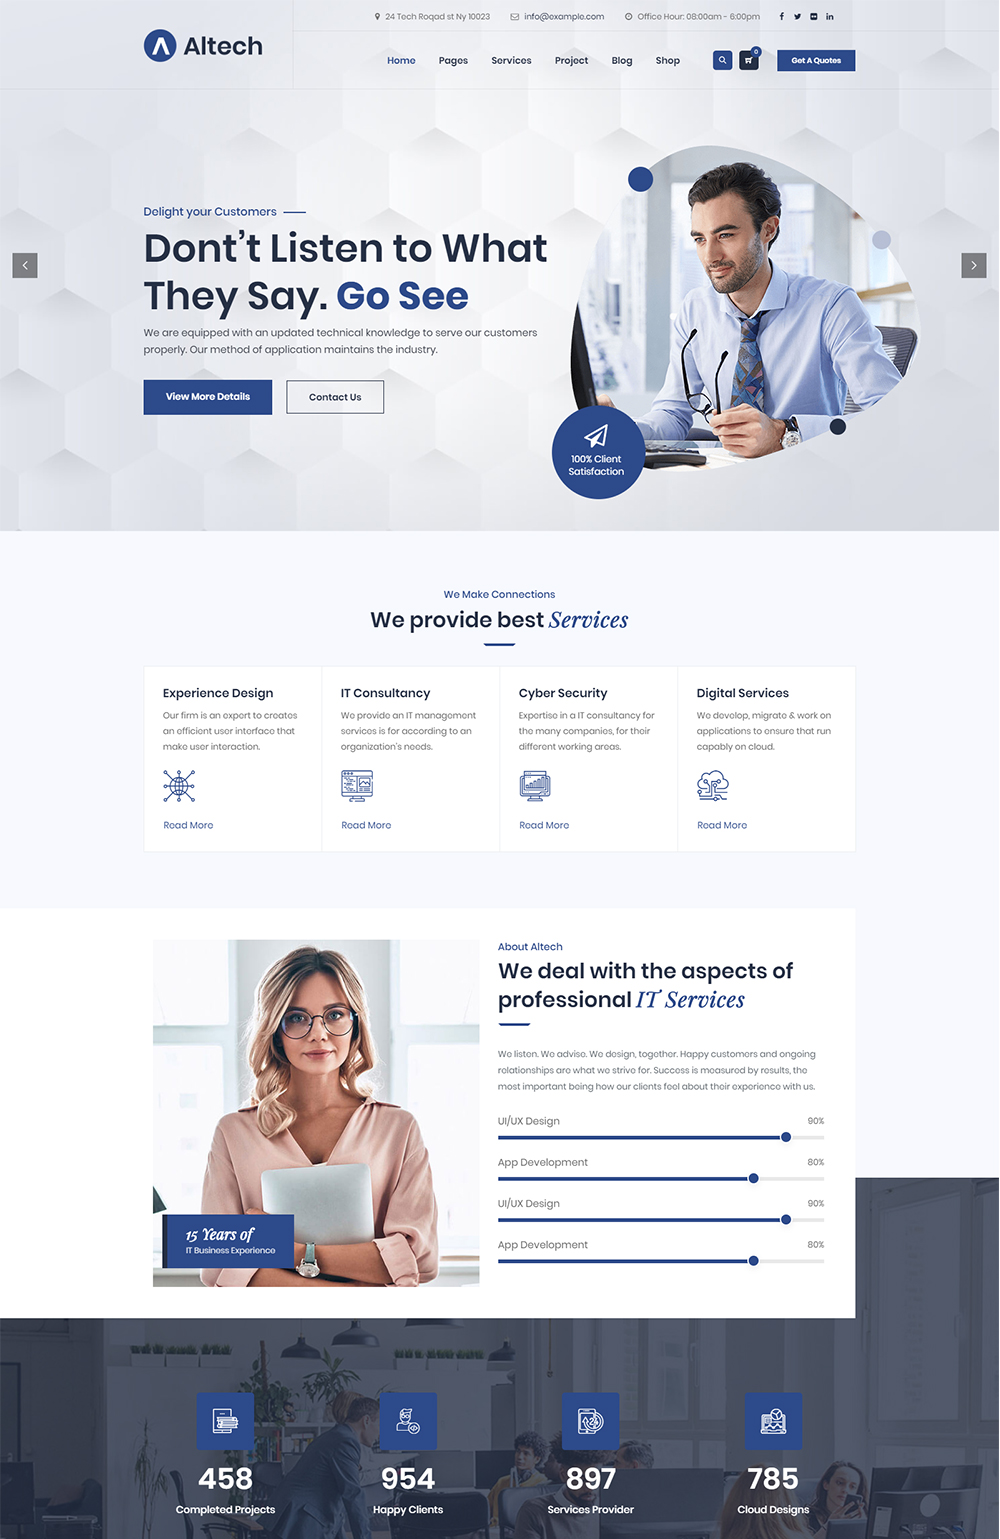 24 Tech Roqad st Ny 10023
info@example.com
Office Hour: 08:00am - 6:00pm
Altech
Home Pages Services Project Blog Shop
0
Get A Quotes
Delight your Customers
Dont't Listen to What
They Say. Go See
We are equipped with an updated technical knowledge to serve our customers
properly. Our method of application maintains the industry.
View More Details
Contact Us
100% Client
Satisfaction
We Make Connections
We provide best Services
Experience Design
Our firm is an expert to creates
an efficient user interface that
make user interaction.
Read More
IT Consultancy
We provide an IT management
services is for according to an
organization's needs.
Read More
Cyber Security
Expertise in a IT consultancy for
the many companies, for their
different working areas.
Read More
Digital Services
We develop, migrate & work on
applications to ensure that run
capably on cloud.
Read More
15 Years of
IT Business Experience
About Altech
We deal with the aspects of
professional IT Services
We listen. We advise. We design, together. Happy customers and ongoing
relationships are what we strive for. Success is measured by results, the
most important being how our clients feel about their experience with us.
UI/UX Design 90%
App Development 80%
UI/UX Design 90%
App Development 80%
458
Completed Projects
954
Happy Clients
24
897
Services Provider
785
Cloud Designs